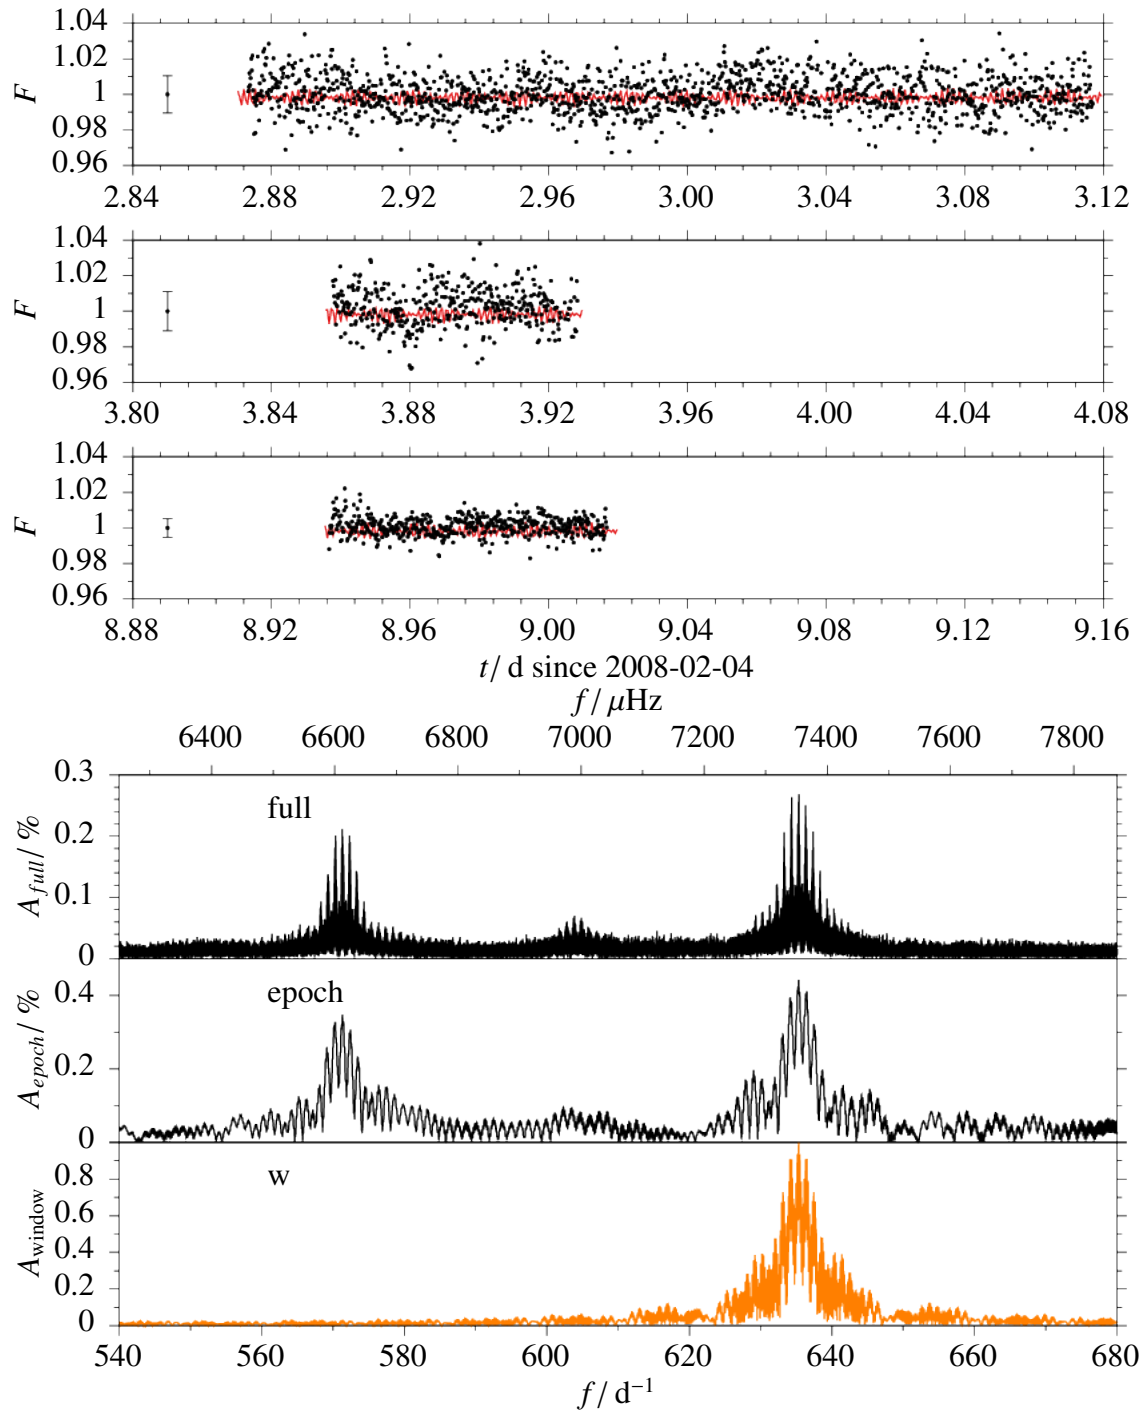 1.04
1.02
1
0.98
0.96
F
2.84 2.88 2.92 2.96 3.00 3.04 3.08 3.12
1.04
1.02
1
0.98
0.96
F
3.80 3.84 3.88 3.92 3.96 4.00 4.04 4.08
1.04
1.02
1
0.98
0.96
F
8.88 8.92 8.96 9.00 9.04 9.08 9.12 9.16
t/ d since 2008-02-04
f/ μHz
6400 6600 6800 7000 7200 7400 7600 7800
0.3
0.2
0.1
0
A_full/ %
full
0.4
0.2
0
A_epoch/ %
epoch
0.8
0.6
0.4
0.2
0
A_window
w
540 560 580 600 620 640 660 680
f/ d⁻¹